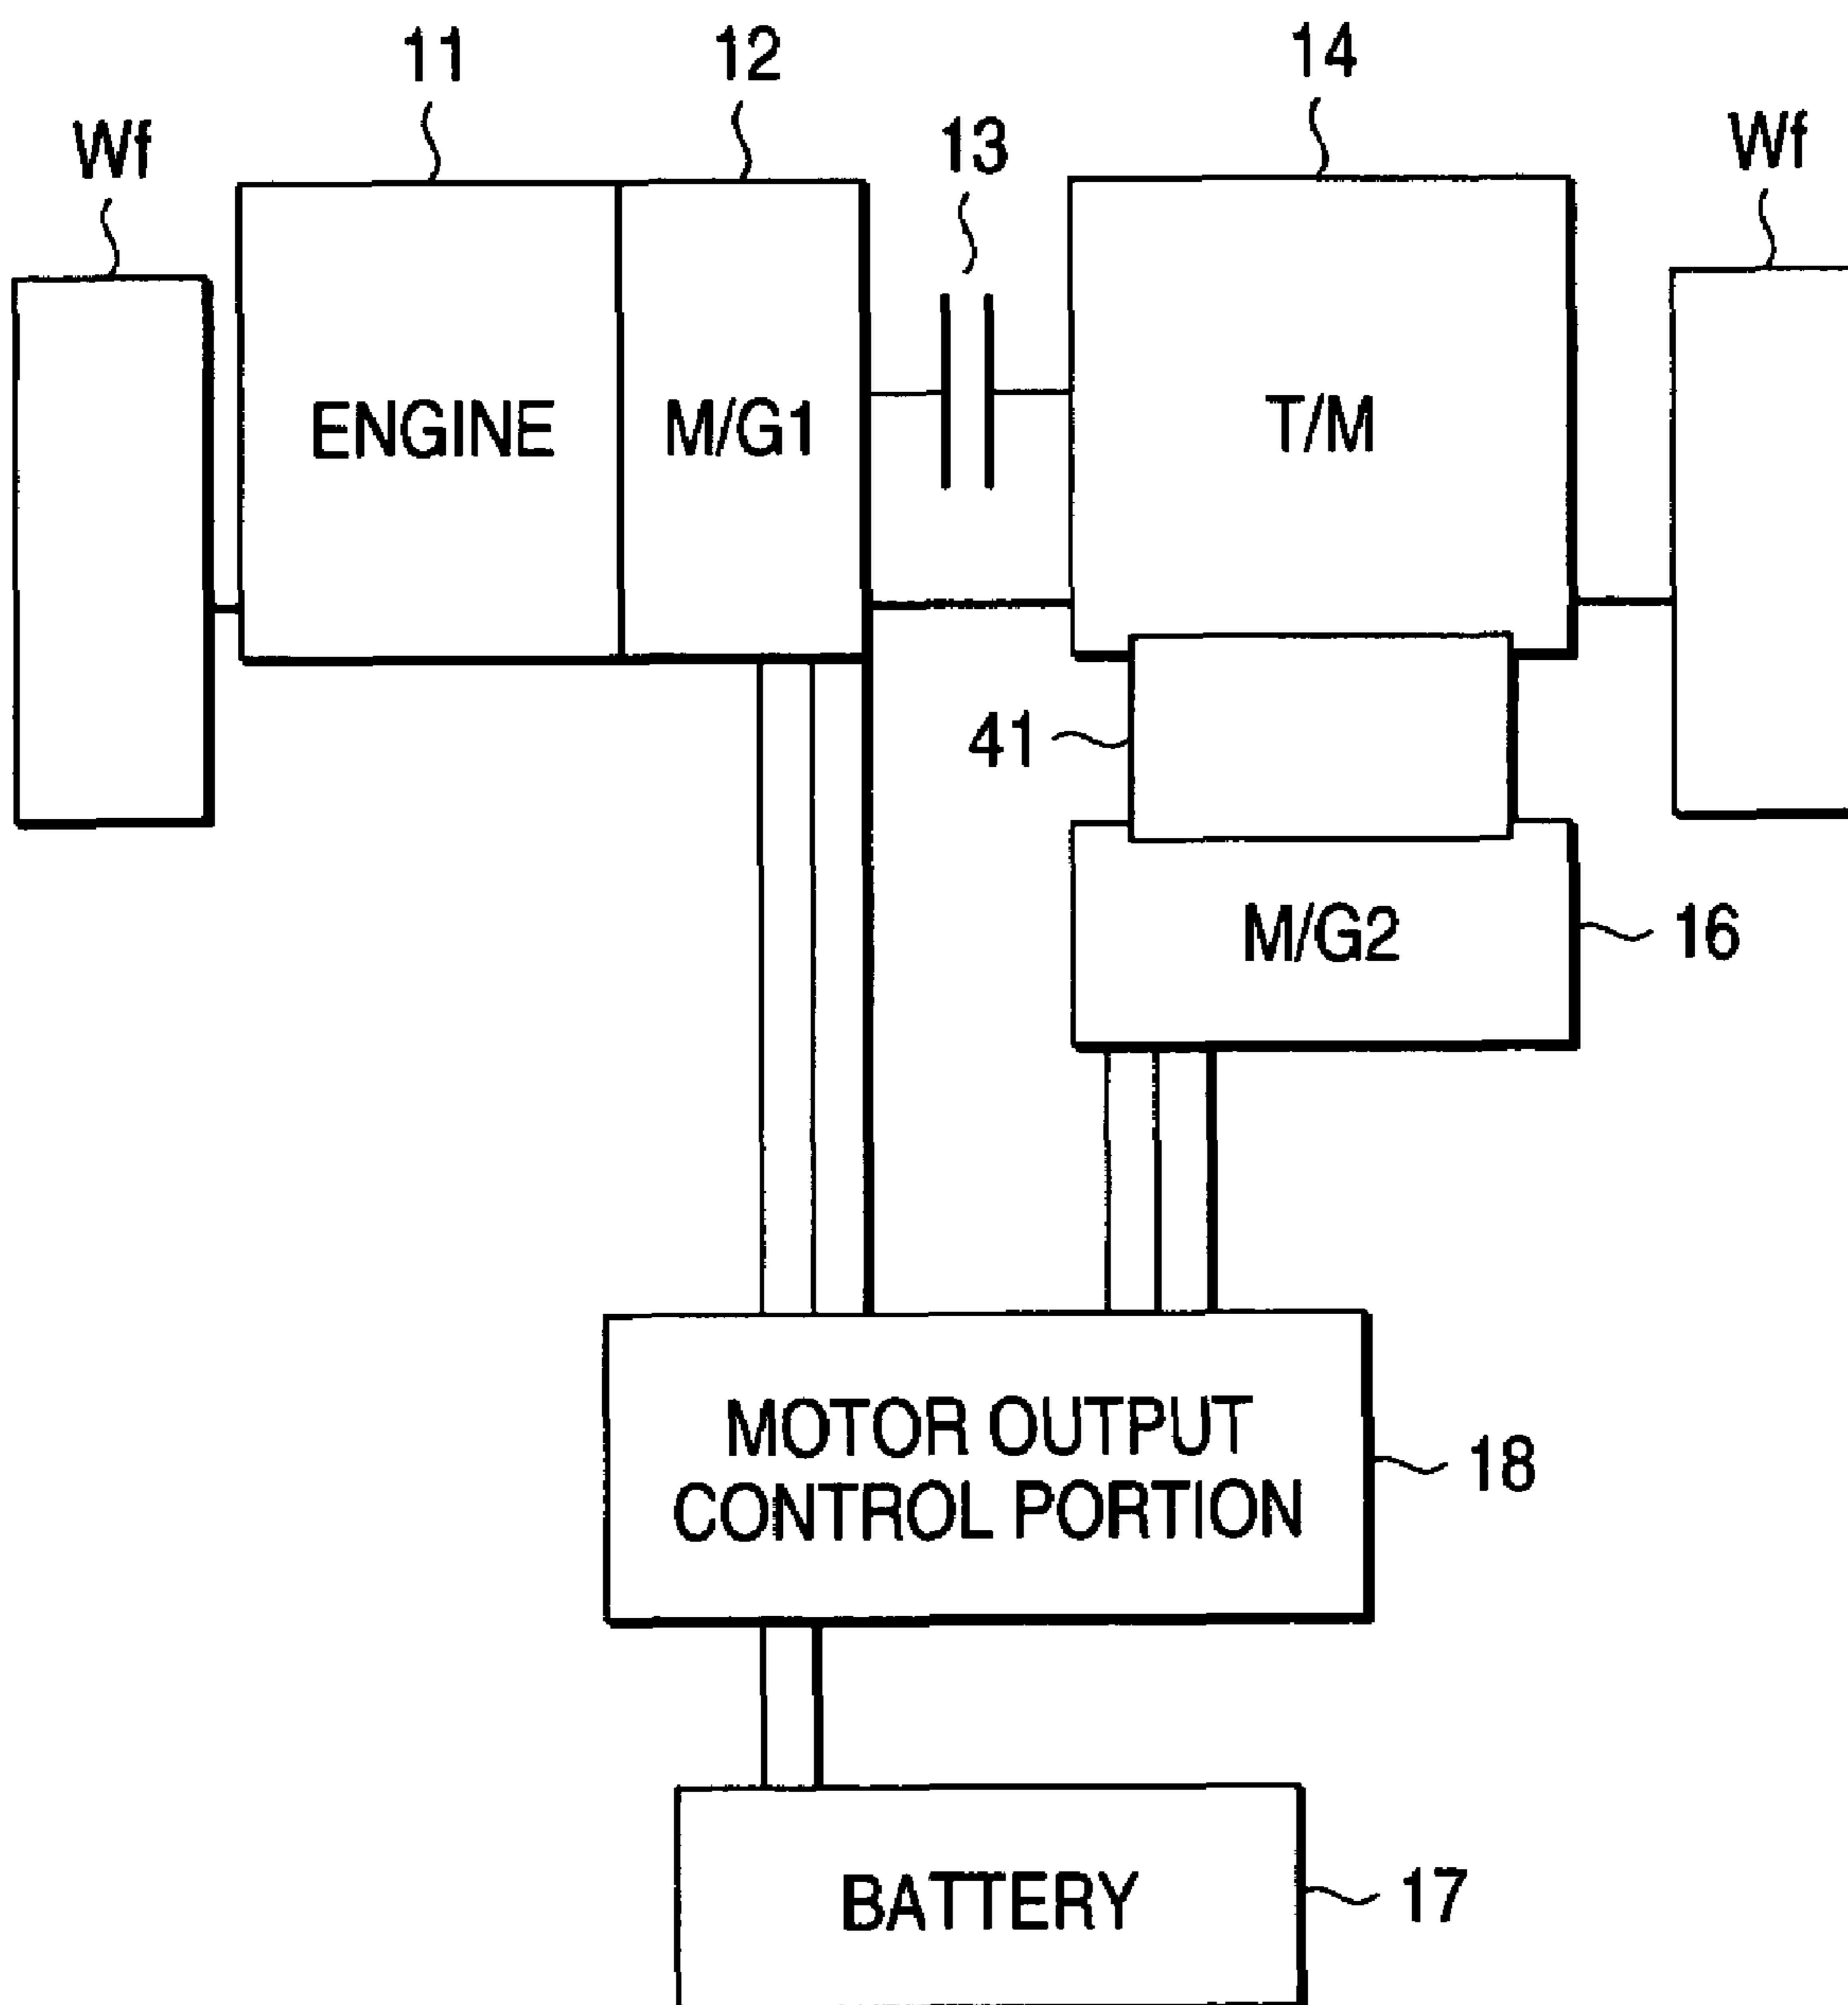 11
12
14
Wf
13
Wf
ENGINE
M/G1
T/M
41
M/G2
16
MOTOR OUTPUT
CONTROL PORTION
18
BATTERY
17